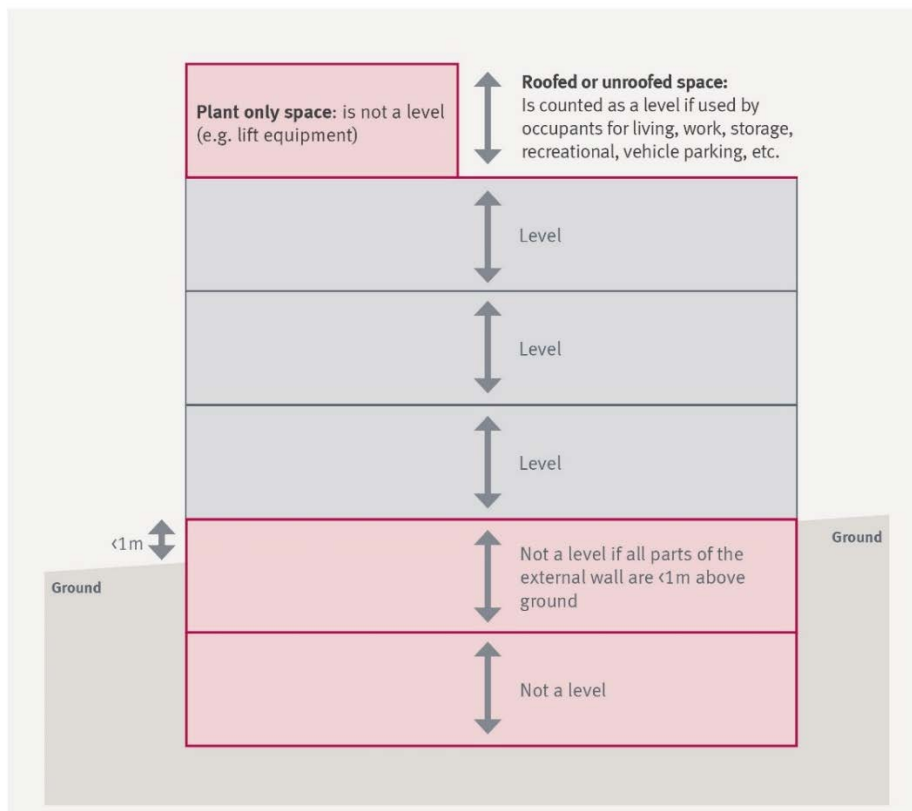 Plant only space: is not a level
(e.g. lift equipment)
Roofed or unroofed space:
Is counted as a level if used by
occupants for living, work, storage,
recreational, vehicle parking, etc.
Level
Level
Level
<1m
Ground
Ground
Not a level if all parts of the
external wall are <1m above
ground
Not a level